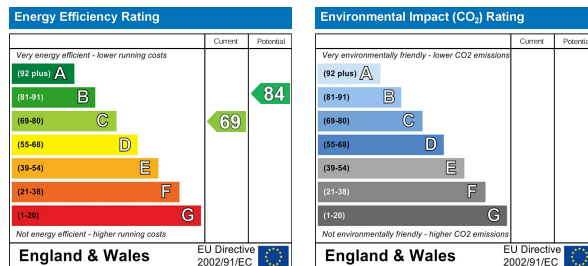 Energy Efficiency Rating
Current Potential
Very energy efficient - lower running costs
(92 plus) A
(81-91) B
(69-80) C
(55-68) D
(39-54) E
(21-38) F
(1-20) G
69
84
Not energy efficient - higher running costs
England & Wales
EU Directive
2002/91/EC
Environmental Impact (CO₂) Rating
Current Potential
Very environmentally friendly - lower CO2 emissions
(92 plus) A
(81-91) B
(69-80) C
(55-68) D
(39-54) E
(21-38) F
(1-20) G
Not environmentally friendly - higher CO2 emissions
England & Wales
EU Directive
2002/91/EC